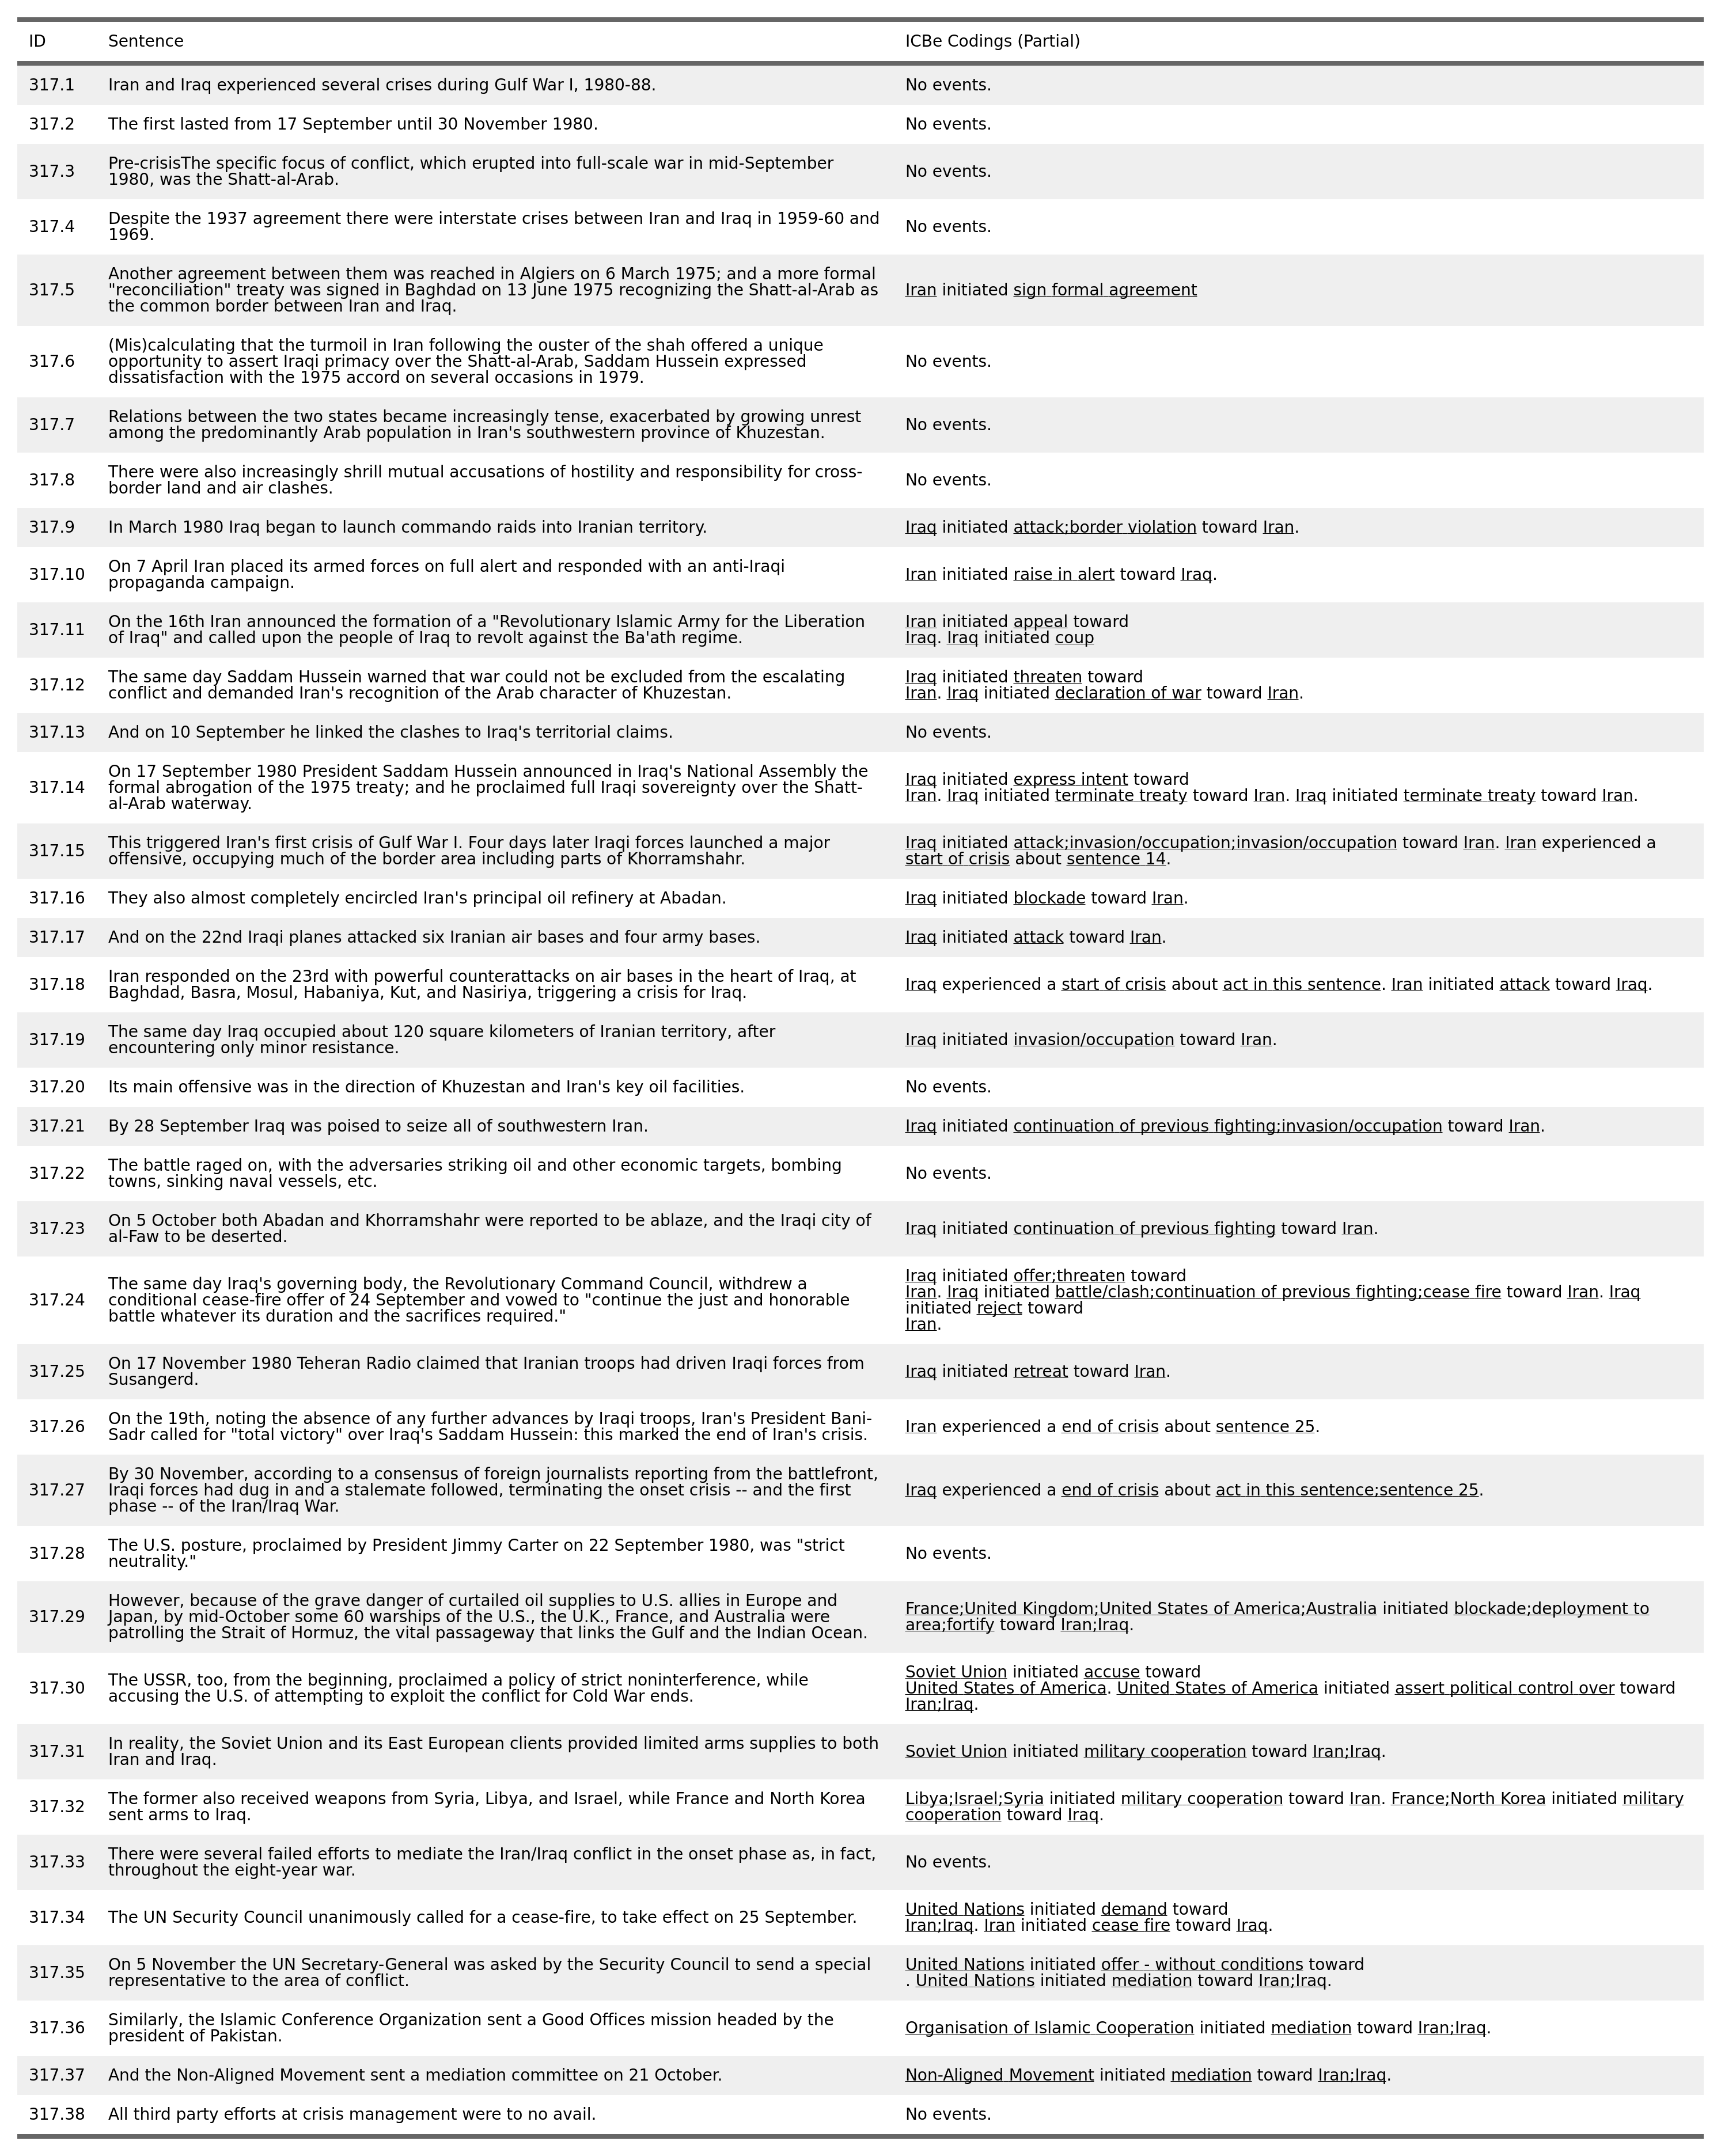 ID Sentence ICBe Codings (Partial)
317.1 Iran and Iraq experienced several crises during Gulf War I, 1980-88. No events.
317.2 The first lasted from 17 September until 30 November 1980. No events.
317.3 Pre-crisisThe specific focus of conflict, which erupted into full-scale war in mid-September
1980, was the Shatt-al-Arab. No events.
317.4 Despite the 1937 agreement there were interstate crises between Iran and Iraq in 1959-60 and
1969. No events.
317.5 Another agreement between them was reached in Algiers on 6 March 1975; and a more formal
"reconciliation" treaty was signed in Baghdad on 13 June 1975 recognizing the Shatt-al-Arab as
the common border between Iran and Iraq. Iran initiated sign formal agreement
317.6 (Mis)calculating that the turmoil in Iran following the ouster of the shah offered a unique
opportunity to assert Iraqi primacy over the Shatt-al-Arab, Saddam Hussein expressed
dissatisfaction with the 1975 accord on several occasions in 1979. No events.
317.7 Relations between the two states became increasingly tense, exacerbated by growing unrest
among the predominantly Arab population in Iran's southwestern province of Khuzestan. No events.
317.8 There were also increasingly shrill mutual accusations of hostility and responsibility for cross-
border land and air clashes. No events.
317.9 In March 1980 Iraq began to launch commando raids into Iranian territory. Iraq initiated attack;border violation toward Iran.
317.10 On 7 April Iran placed its armed forces on full alert and responded with an anti-Iraqi
propaganda campaign. Iran initiated raise in alert toward Iraq.
317.11 On the 16th Iran announced the formation of a "Revolutionary Islamic Army for the Liberation
of Iraq" and called upon the people of Iraq to revolt against the Ba'ath regime.
Iran initiated appeal toward
Iraq. Iraq initiated coup
317.12 The same day Saddam Hussein warned that war could not be excluded from the escalating
conflict and demanded Iran's recognition of the Arab character of Khuzestan.
Iraq initiated threaten toward
Iran. Iraq initiated declaration of war toward Iran.
317.13 And on 10 September he linked the clashes to Iraq's territorial claims. No events.
317.14 On 17 September 1980 President Saddam Hussein announced in Iraq's National Assembly the
formal abrogation of the 1975 treaty; and he proclaimed full Iraqi sovereignty over the Shatt-
al-Arab waterway.
Iraq initiated express intent toward
Iran. Iraq initiated terminate treaty toward Iran. Iraq initiated terminate treaty toward Iran.
317.15 This triggered Iran's first crisis of Gulf War I. Four days later Iraqi forces launched a major
offensive, occupying much of the border area including parts of Khorramshahr.
Iraq initiated attack;invasion/occupation;invasion/occupation toward Iran. Iran experienced a
start of crisis about sentence 14.
317.16 They also almost completely encircled Iran's principal oil refinery at Abadan. Iraq initiated blockade toward Iran.
317.17 And on the 22nd Iraqi planes attacked six Iranian air bases and four army bases. Iraq initiated attack toward Iran.
317.18 Iran responded on the 23rd with powerful counterattacks on air bases in the heart of Iraq, at
Baghdad, Basra, Mosul, Habaniya, Kut, and Nasiriya, triggering a crisis for Iraq.
Iraq experienced a start of crisis about act in this sentence. Iran initiated attack toward Iraq.
317.19 The same day Iraq occupied about 120 square kilometers of Iranian territory, after
encountering only minor resistance. Iraq initiated invasion/occupation toward Iran.
317.20 Its main offensive was in the direction of Khuzestan and Iran's key oil facilities. No events.
317.21 By 28 September Iraq was poised to seize all of southwestern Iran. Iraq initiated continuation of previous fighting;invasion/occupation toward Iran.
317.22 The battle raged on, with the adversaries striking oil and other economic targets, bombing
towns, sinking naval vessels, etc. No events.
317.23 On 5 October both Abadan and Khorramshahr were reported to be ablaze, and the Iraqi city of
al-Faw to be deserted. Iraq initiated continuation of previous fighting toward Iran.
317.24 The same day Iraq's governing body, the Revolutionary Command Council, withdrew a
conditional cease-fire offer of 24 September and vowed to "continue the just and honorable
battle whatever its duration and the sacrifices required."
Iraq initiated offer;threaten toward
Iran. Iraq initiated battle/clash;continuation of previous fighting;cease fire toward Iran. Iraq
initiated reject toward
Iran.
317.25 On 17 November 1980 Teheran Radio claimed that Iranian troops had driven Iraqi forces from
Susangerd. Iraq initiated retreat toward Iran.
317.26 On the 19th, noting the absence of any further advances by Iraqi troops, Iran's President Bani-
Sadr called for "total victory" over Iraq's Saddam Hussein: this marked the end of Iran's crisis. Iran experienced a end of crisis about sentence 25.
317.27 By 30 November, according to a consensus of foreign journalists reporting from the battlefront,
Iraqi forces had dug in and a stalemate followed, terminating the onset crisis -- and the first
phase -- of the Iran/Iraq War. Iraq experienced a end of crisis about act in this sentence;sentence 25.
317.28 The U.S. posture, proclaimed by President Jimmy Carter on 22 September 1980, was "strict
neutrality." No events.
317.29 However, because of the grave danger of curtailed oil supplies to U.S. allies in Europe and
Japan, by mid-October some 60 warships of the U.S., the U.K., France, and Australia were
patrolling the Strait of Hormuz, the vital passageway that links the Gulf and the Indian Ocean.
France;United Kingdom;United States of America;Australia initiated blockade;deployment to
area;fortify toward Iran;Iraq.
317.30 The USSR, too, from the beginning, proclaimed a policy of strict noninterference, while
accusing the U.S. of attempting to exploit the conflict for Cold War ends.
Soviet Union initiated accuse toward
United States of America. United States of America initiated assert political control over toward
Iran;Iraq.
317.31 In reality, the Soviet Union and its East European clients provided limited arms supplies to both
Iran and Iraq. Soviet Union initiated military cooperation toward Iran;Iraq.
317.32 The former also received weapons from Syria, Libya, and Israel, while France and North Korea
sent arms to Iraq.
Libya;Israel;Syria initiated military cooperation toward Iran. France;North Korea initiated military
cooperation toward Iraq.
317.33 There were several failed efforts to mediate the Iran/Iraq conflict in the onset phase as, in fact,
throughout the eight-year war. No events.
317.34 The UN Security Council unanimously called for a cease-fire, to take effect on 25 September.
United Nations initiated demand toward
Iran;Iraq. Iran initiated cease fire toward Iraq.
317.35 On 5 November the UN Secretary-General was asked by the Security Council to send a special
representative to the area of conflict.
United Nations initiated offer - without conditions toward
. United Nations initiated mediation toward Iran;Iraq.
317.36 Similarly, the Islamic Conference Organization sent a Good Offices mission headed by the
president of Pakistan. Organisation of Islamic Cooperation initiated mediation toward Iran;Iraq.
317.37 And the Non-Aligned Movement sent a mediation committee on 21 October. Non-Aligned Movement initiated mediation toward Iran;Iraq.
317.38 All third party efforts at crisis management were to no avail. No events.